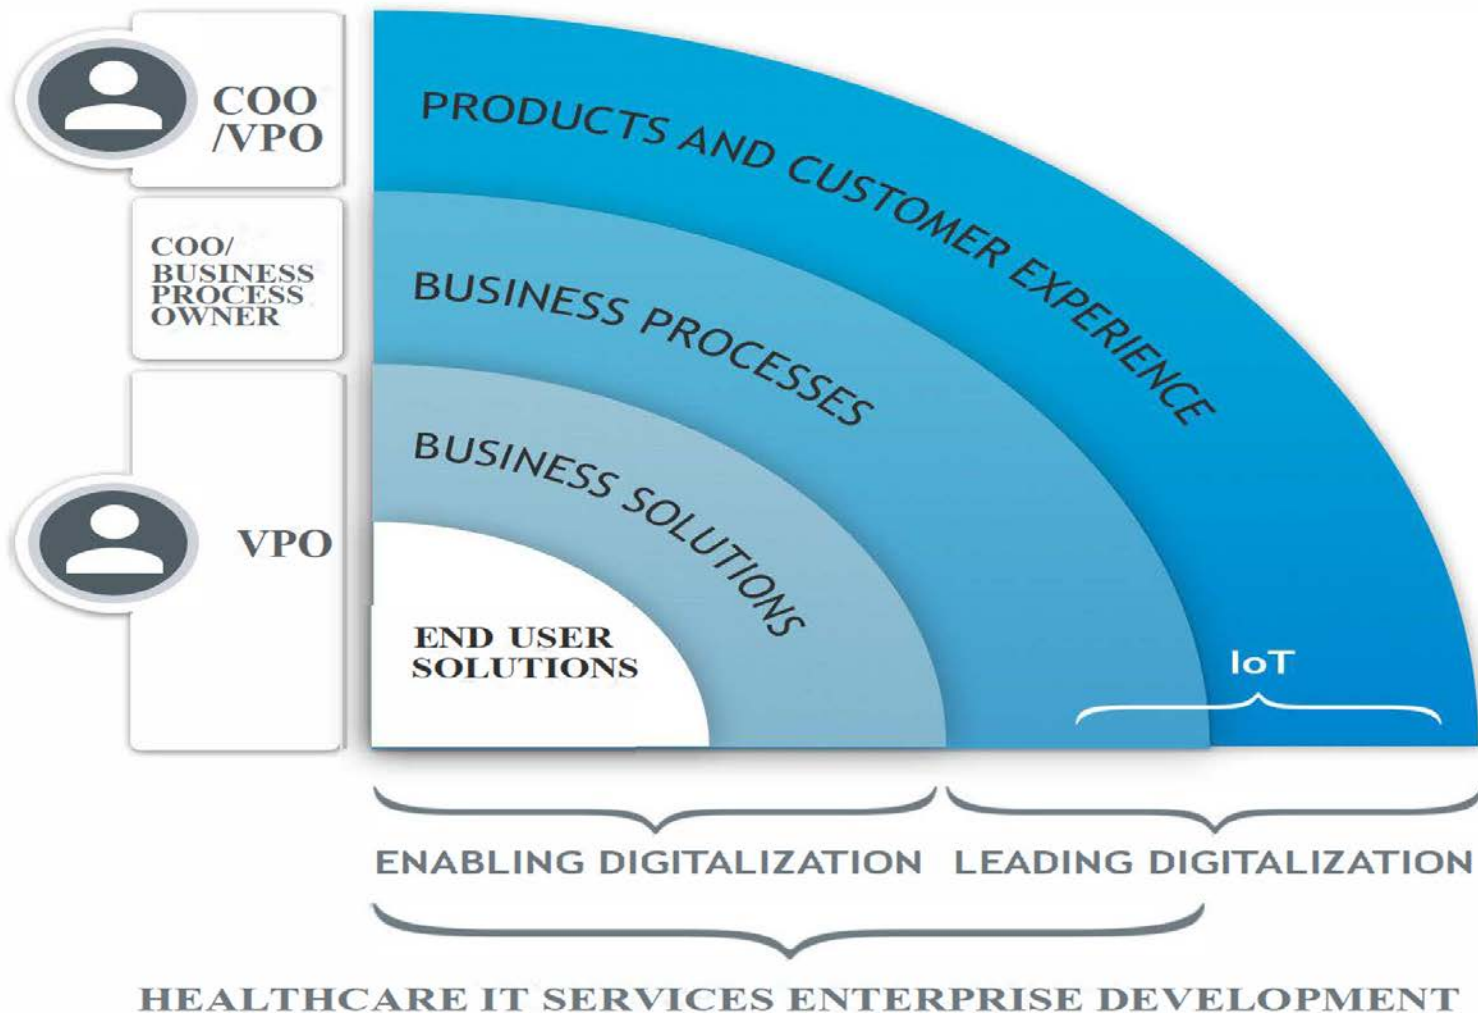 COO
/VPO
PRODUCTS AND CUSTOMER EXPERIENCE
COO/
BUSINESS
PROCESS
OWNER
BUSINESS PROCESSES
BUSINESS SOLUTIONS
VPO
END USER
SOLUTIONS
IoT
ENABLING DIGITALIZATION
LEADING DIGITALIZATION
HEALTHCARE IT SERVICES ENTERPRISE DEVELOPMENT